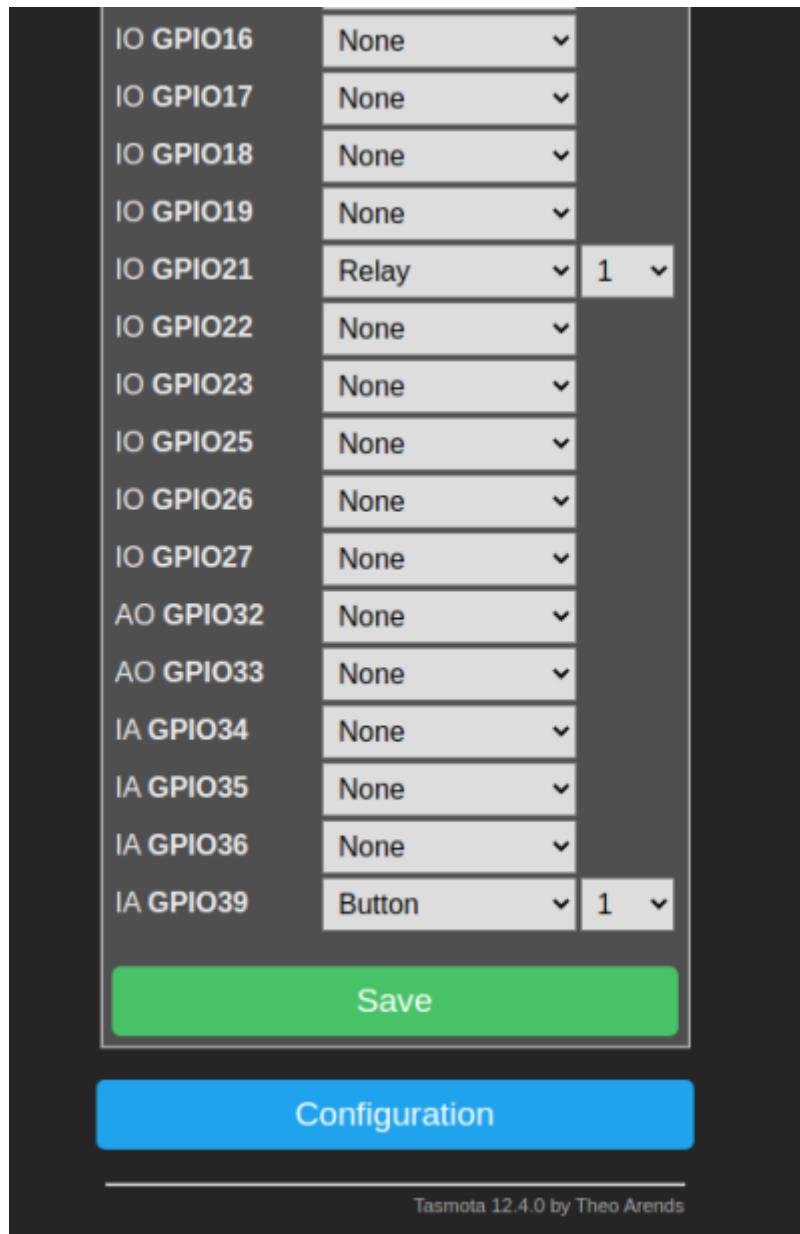 IO GPIO16 None
IO GPIO17 None
IO GPIO18 None
IO GPIO19 None
IO GPIO21 Relay 1
IO GPIO22 None
IO GPIO23 None
IO GPIO25 None
IO GPIO26 None
IO GPIO27 None
AO GPIO32 None
AO GPIO33 None
IA GPIO34 None
IA GPIO35 None
IA GPIO36 None
IA GPIO39 Button 1
Save
Configuration
Tasmota 12.4.0 by Theo Arends